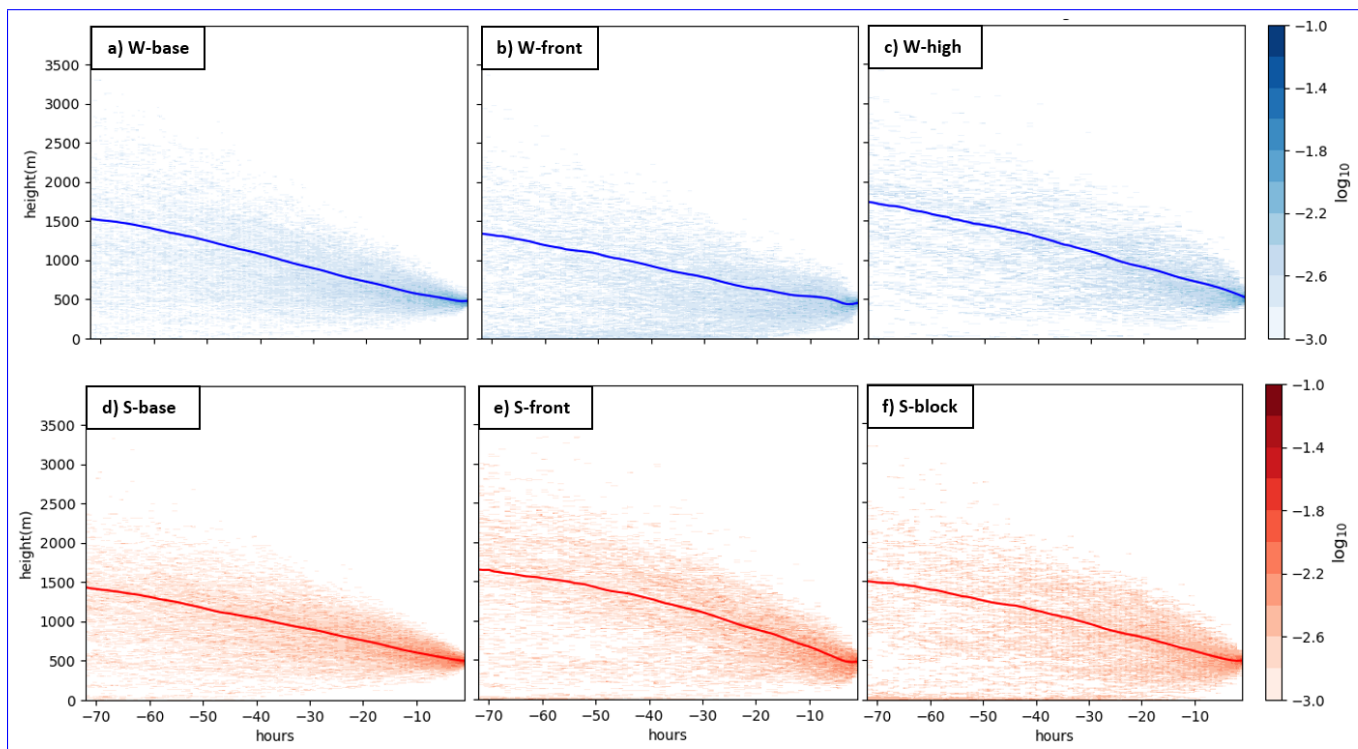 a) W-base
b) W-front
c) W-high
height(m)
3500
3000
2500
2000
1500
1000
500
0
−1.0
−1.4
−1.8
−2.2
−2.6
−3.0
log10
d) S-base
e) S-front
f) S-block
height(m)
3500
3000
2500
2000
1500
1000
500
0
−70 −60 −50 −40 −30 −20 −10
hours
−70 −60 −50 −40 −30 −20 −10
hours
−70 −60 −50 −40 −30 −20 −10
hours
−1.0
−1.4
−1.8
−2.2
−2.6
−3.0
log10